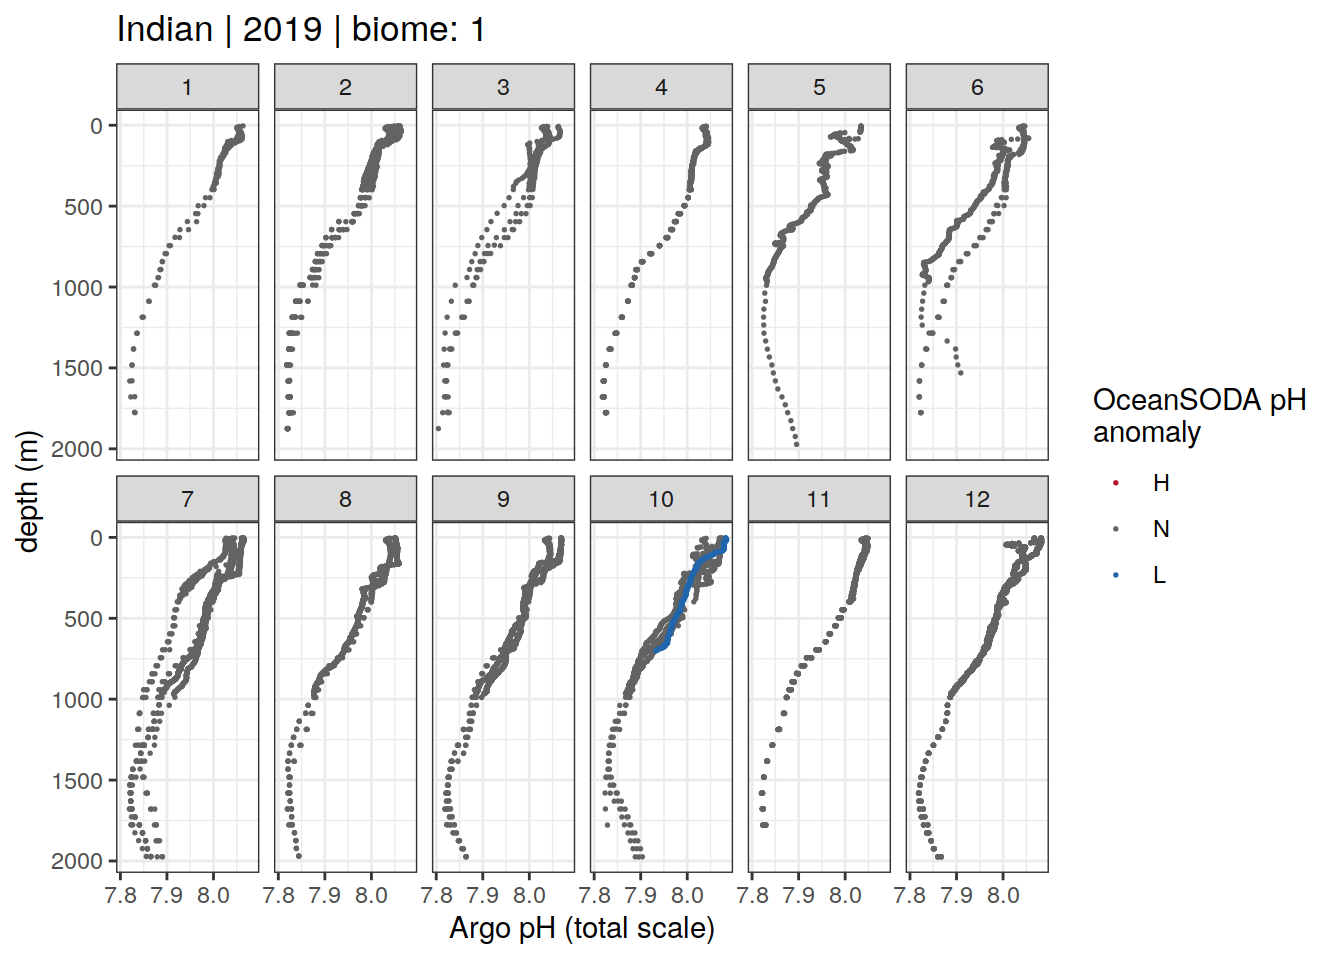 Indian | 2019 | biome: 1
1 2 3 4 5 6
0
500
1000
1500
2000
7 8 9 10 11 12
0
500
1000
1500
2000
7.8 7.9 8.0 7.8 7.9 8.0 7.8 7.9 8.0 7.8 7.9 8.0 7.8 7.9 8.0 7.8 7.9 8.0
Argo pH (total scale)
depth (m)
OceanSODA pH
anomaly
H
N
L